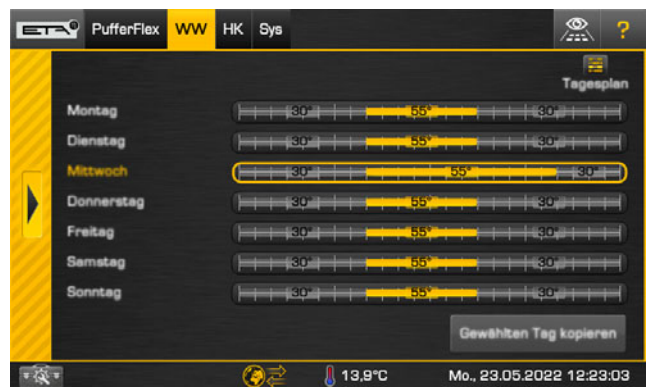 ETA PufferFlex WW HK Sys ?
Tagesplan
Montag 30° 55° 30°
Dienstag 30° 55° 30°
Mittwoch 30° 55° 30°
Donnerstag 30° 55° 30°
Freitag 30° 55° 30°
Samstag 30° 55° 30°
Sonntag 30° 55° 30°
Gewählten Tag kopieren
13,9°C Mo., 23.05.2022 12:23:03